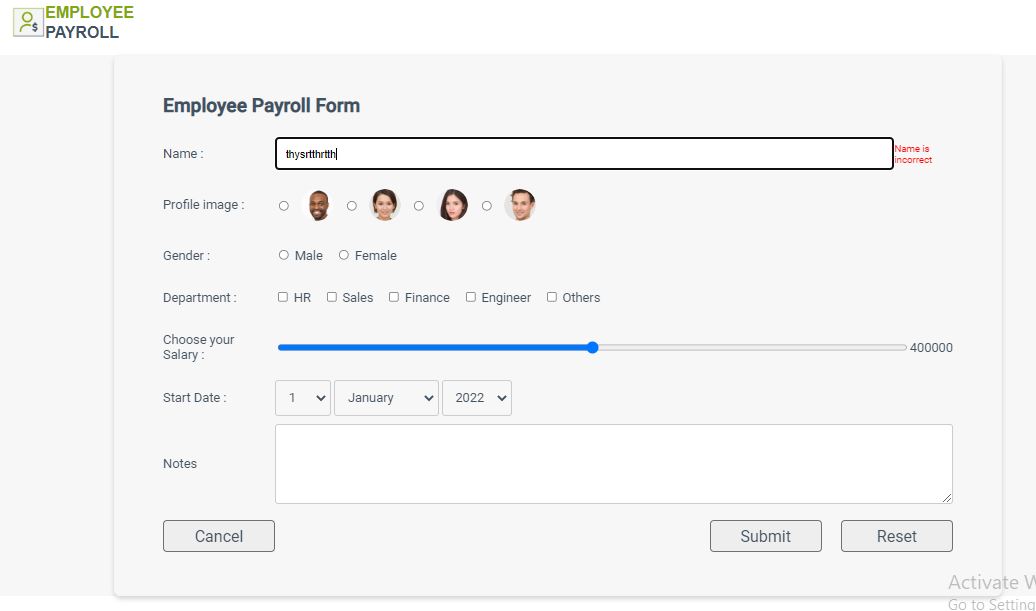 EMPLOYEE
PAYROLL
Employee Payroll Form
Name :
thysrtthrtth
Name is
incorrect
Profile image :
Gender :
Male
Female
Department :
HR
Sales
Finance
Engineer
Others
Choose your
Salary :
400000
Start Date :
1
January
2022
Notes
Cancel
Submit
Reset
Activate W
Go to Setting